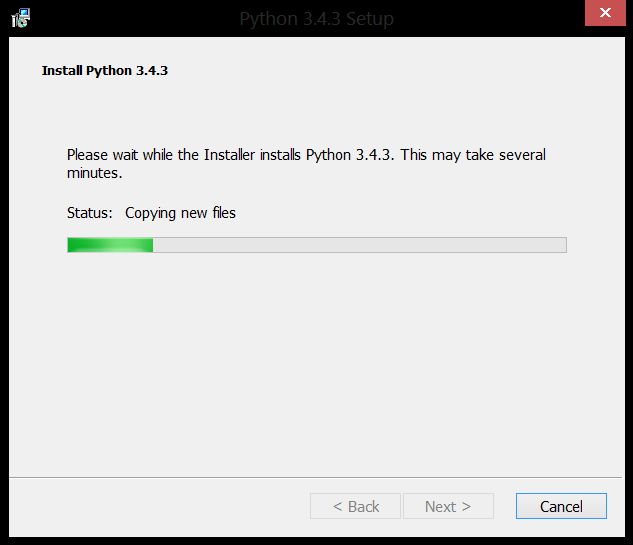 Python 3.4.3 Setup
Install Python 3.4.3
Please wait while the Installer installs Python 3.4.3. This may take several
minutes.
Status: Copying new files
< Back Next > Cancel